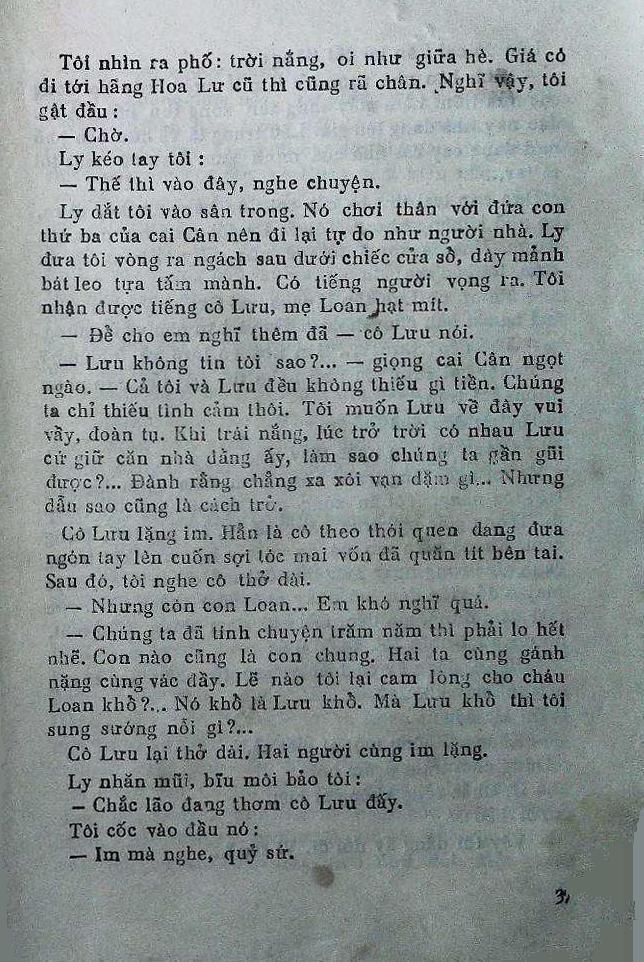 Tôi nhìn ra phố: trời nắng, oi như giữa hè. Giá có
đi tới hãng Hoa Lư cũ thì cũng rã chân. Nghĩ vậy, tôi
gật đầu:
— Chờ.
Ly kéo tay tôi:
— Thế thì vào đây, nghe chuyện.
Ly dắt tôi vào sân trong. Nó chơi thân với đứa con
thứ ba của cai Cân nên đi lại tự do như người nhà. Ly
đưa tôi vòng ra ngách sau dưới chiếc cửa sổ, dây mảnh
bát leo tựa tấm mành. Có tiếng người vọng ra. Tôi
nhận được tiếng cô Lưu, mẹ Loan hạt mít.
— Để cho em nghĩ thêm đã — cô Lưu nói.
— Lưu không tin tôi sao?... — giọng cai Cân ngọt
ngào. — Cả tôi và Lưu đều không thiếu gì tiền. Chúng
ta chỉ thiếu tình cảm thôi. Tôi muốn Lưu về đây vui
vầy, đoàn tụ. Khi trái nắng, lúc trở trời có nhau Lưu
cứ giữ căn nhà đảng ấy, làm sao chúng ta gần gũi
được?... Đành rằng chẳng xa xôi vạn dặm gì... Nhưng
dẫu sao cũng là cách trở.
Cô Lưu lặng im. Hẳn là cô theo thói quen đang đưa
ngón tay lên cuốn sợi tóc mai vốn đã quăn tít bên tai.
Sau đó, tôi nghe cô thở dài.
— Nhưng còn con Loan... Em khó nghĩ quá.
— Chúng ta đã tính chuyện trăm năm thì phải lo hết
nhẽ. Con nào cũng là con chung. Hai ta cùng gánh
nặng cùng vác đầy. Lẽ nào tôi lại cam lòng cho cháu
Loan khổ?... Nó khổ là Lưu khổ. Mà Lưu khổ thì tôi
sung sướng nỗi gì?...
Cô Lưu lại thở dài. Hai người cùng im lặng.
Ly nhăn mũi, bĩu môi bảo tôi:
— Chắc lão đang thơm cô Lưu đấy.
Tôi cốc vào đầu nó:
— Im mà nghe, quỷ sứ.